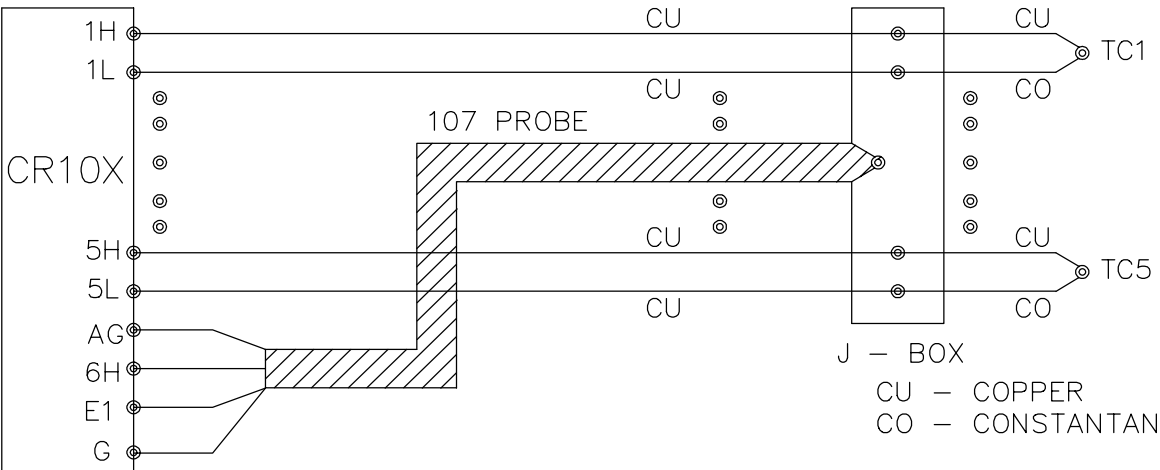 1H CU CU
TC1
1L CU CO
107 PROBE
CR10X
5H CU CU
TC5
5L CU CO
AG
6H
E1
G
J – BOX
CU – COPPER
CO – CONSTANTAN